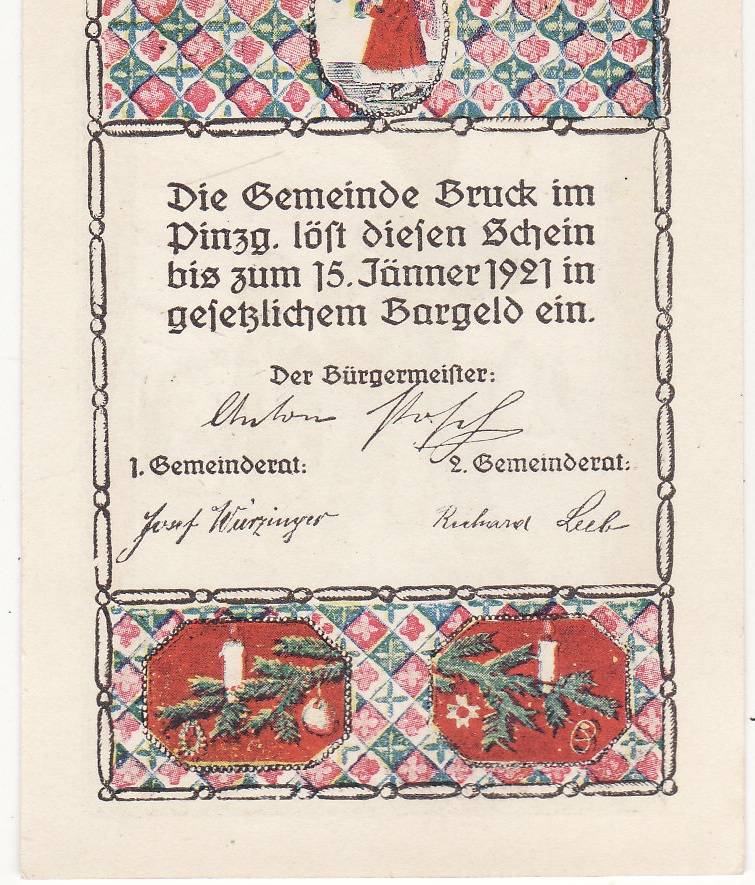 Die Gemeinde Bruck im
Pinzg. löst diesen Schein
bis zum 15. Jänner 1921 in
gesetzlichem Bargeld ein.
Der Bürgermeister:
Anton Posch
1. Gemeinderat: 2. Gemeinderat:
Josef Würzinger Richard Leeb